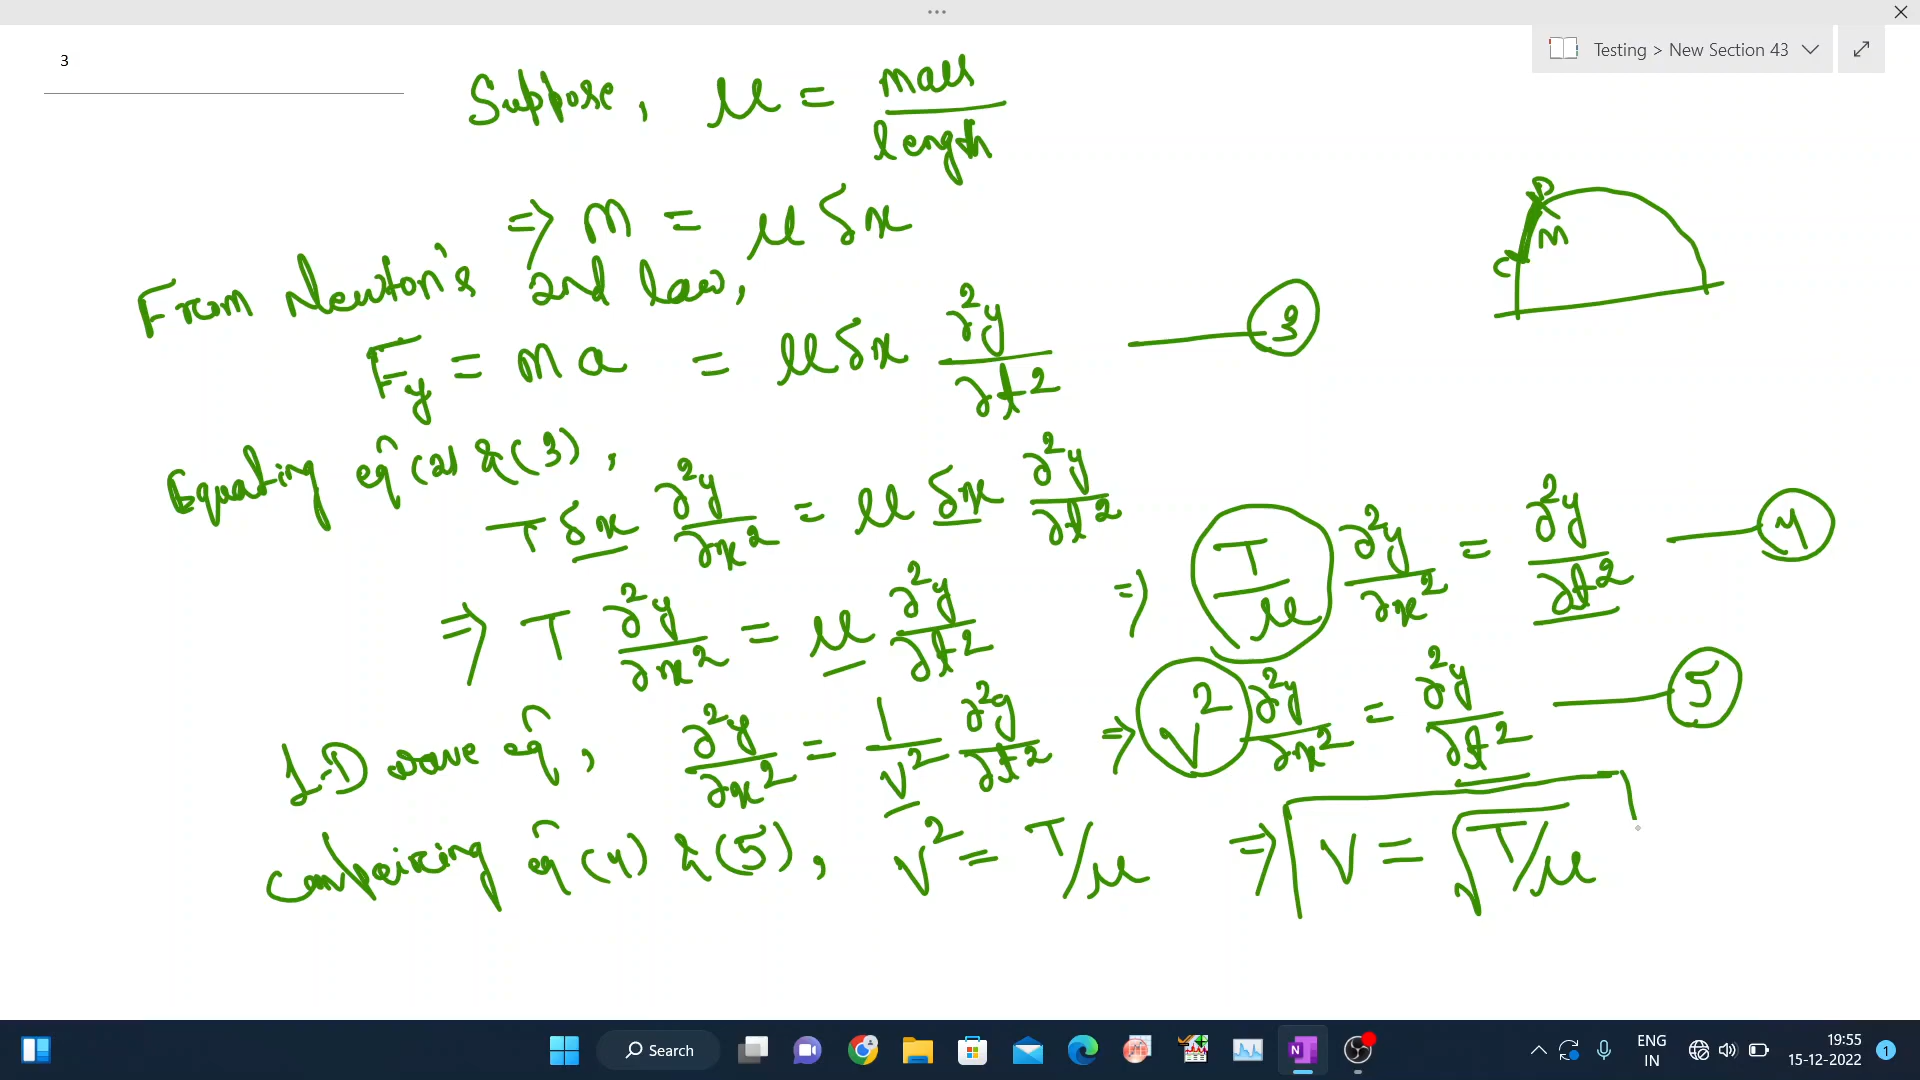 Testing > New Section 43
3
Suppose, μ = mass / length
⇒ m = μ δx
From Newton's 2nd law,
F_y = ma = μ δx ∂²y/∂t² —— ③
Equating eqn (2) & (3),
T δx ∂²y/∂x² = μ δx ∂²y/∂t²
⇒ T/μ ∂²y/∂x² = ∂²y/∂t² —— ④
⇒ T ∂²y/∂x² = μ ∂²y/∂t²
1-D wave eqn, ∂²y/∂x² = 1/v² ∂²y/∂t² ⇒ v² ∂²y/∂x² = ∂²y/∂t² —— ⑤
Compairing eqn (4) & (5), v² = T/μ ⇒ v = √T/μ
D
M
C
Search
ENG
IN
19:55
15-12-2022
1